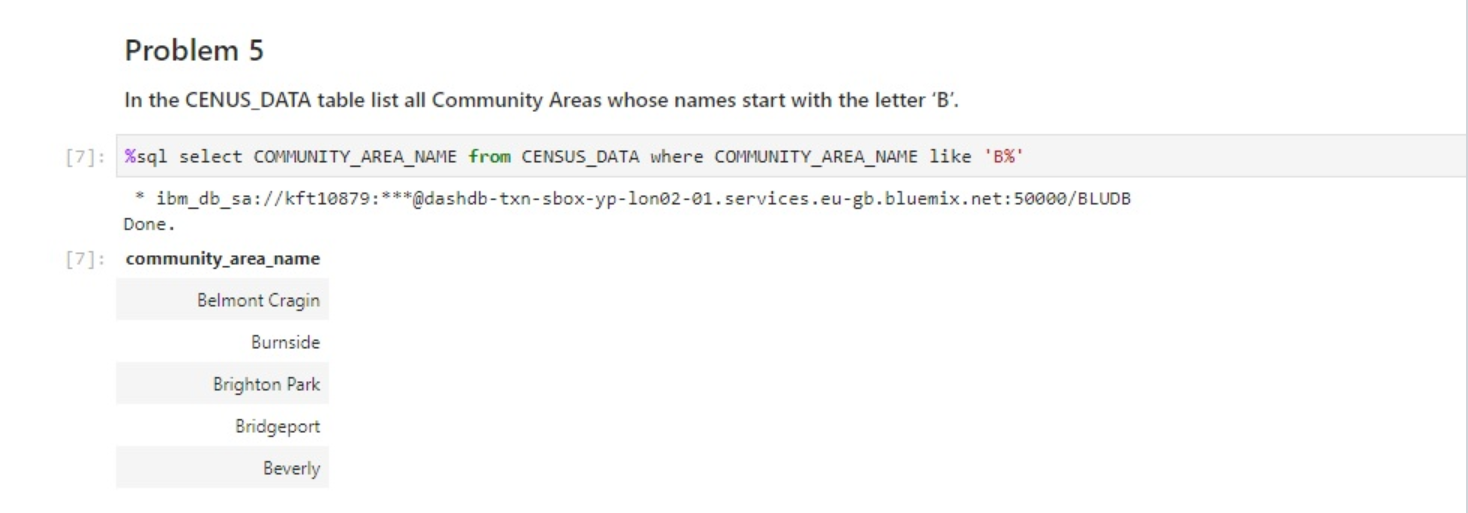 Problem 5
In the CENUS_DATA table list all Community Areas whose names start with the letter ‘B’.
[7]: %sql select COMMUNITY_AREA_NAME from CENSUS_DATA where COMMUNITY_AREA_NAME like 'B%'
* ibm_db_sa://kft10879:***@dashdb-txn-sbox-yp-lon02-01.services.eu-gb.bluemix.net:50000/BLUDB
Done.
[7]: community_area_name
Belmont Cragin
Burnside
Brighton Park
Bridgeport
Beverly